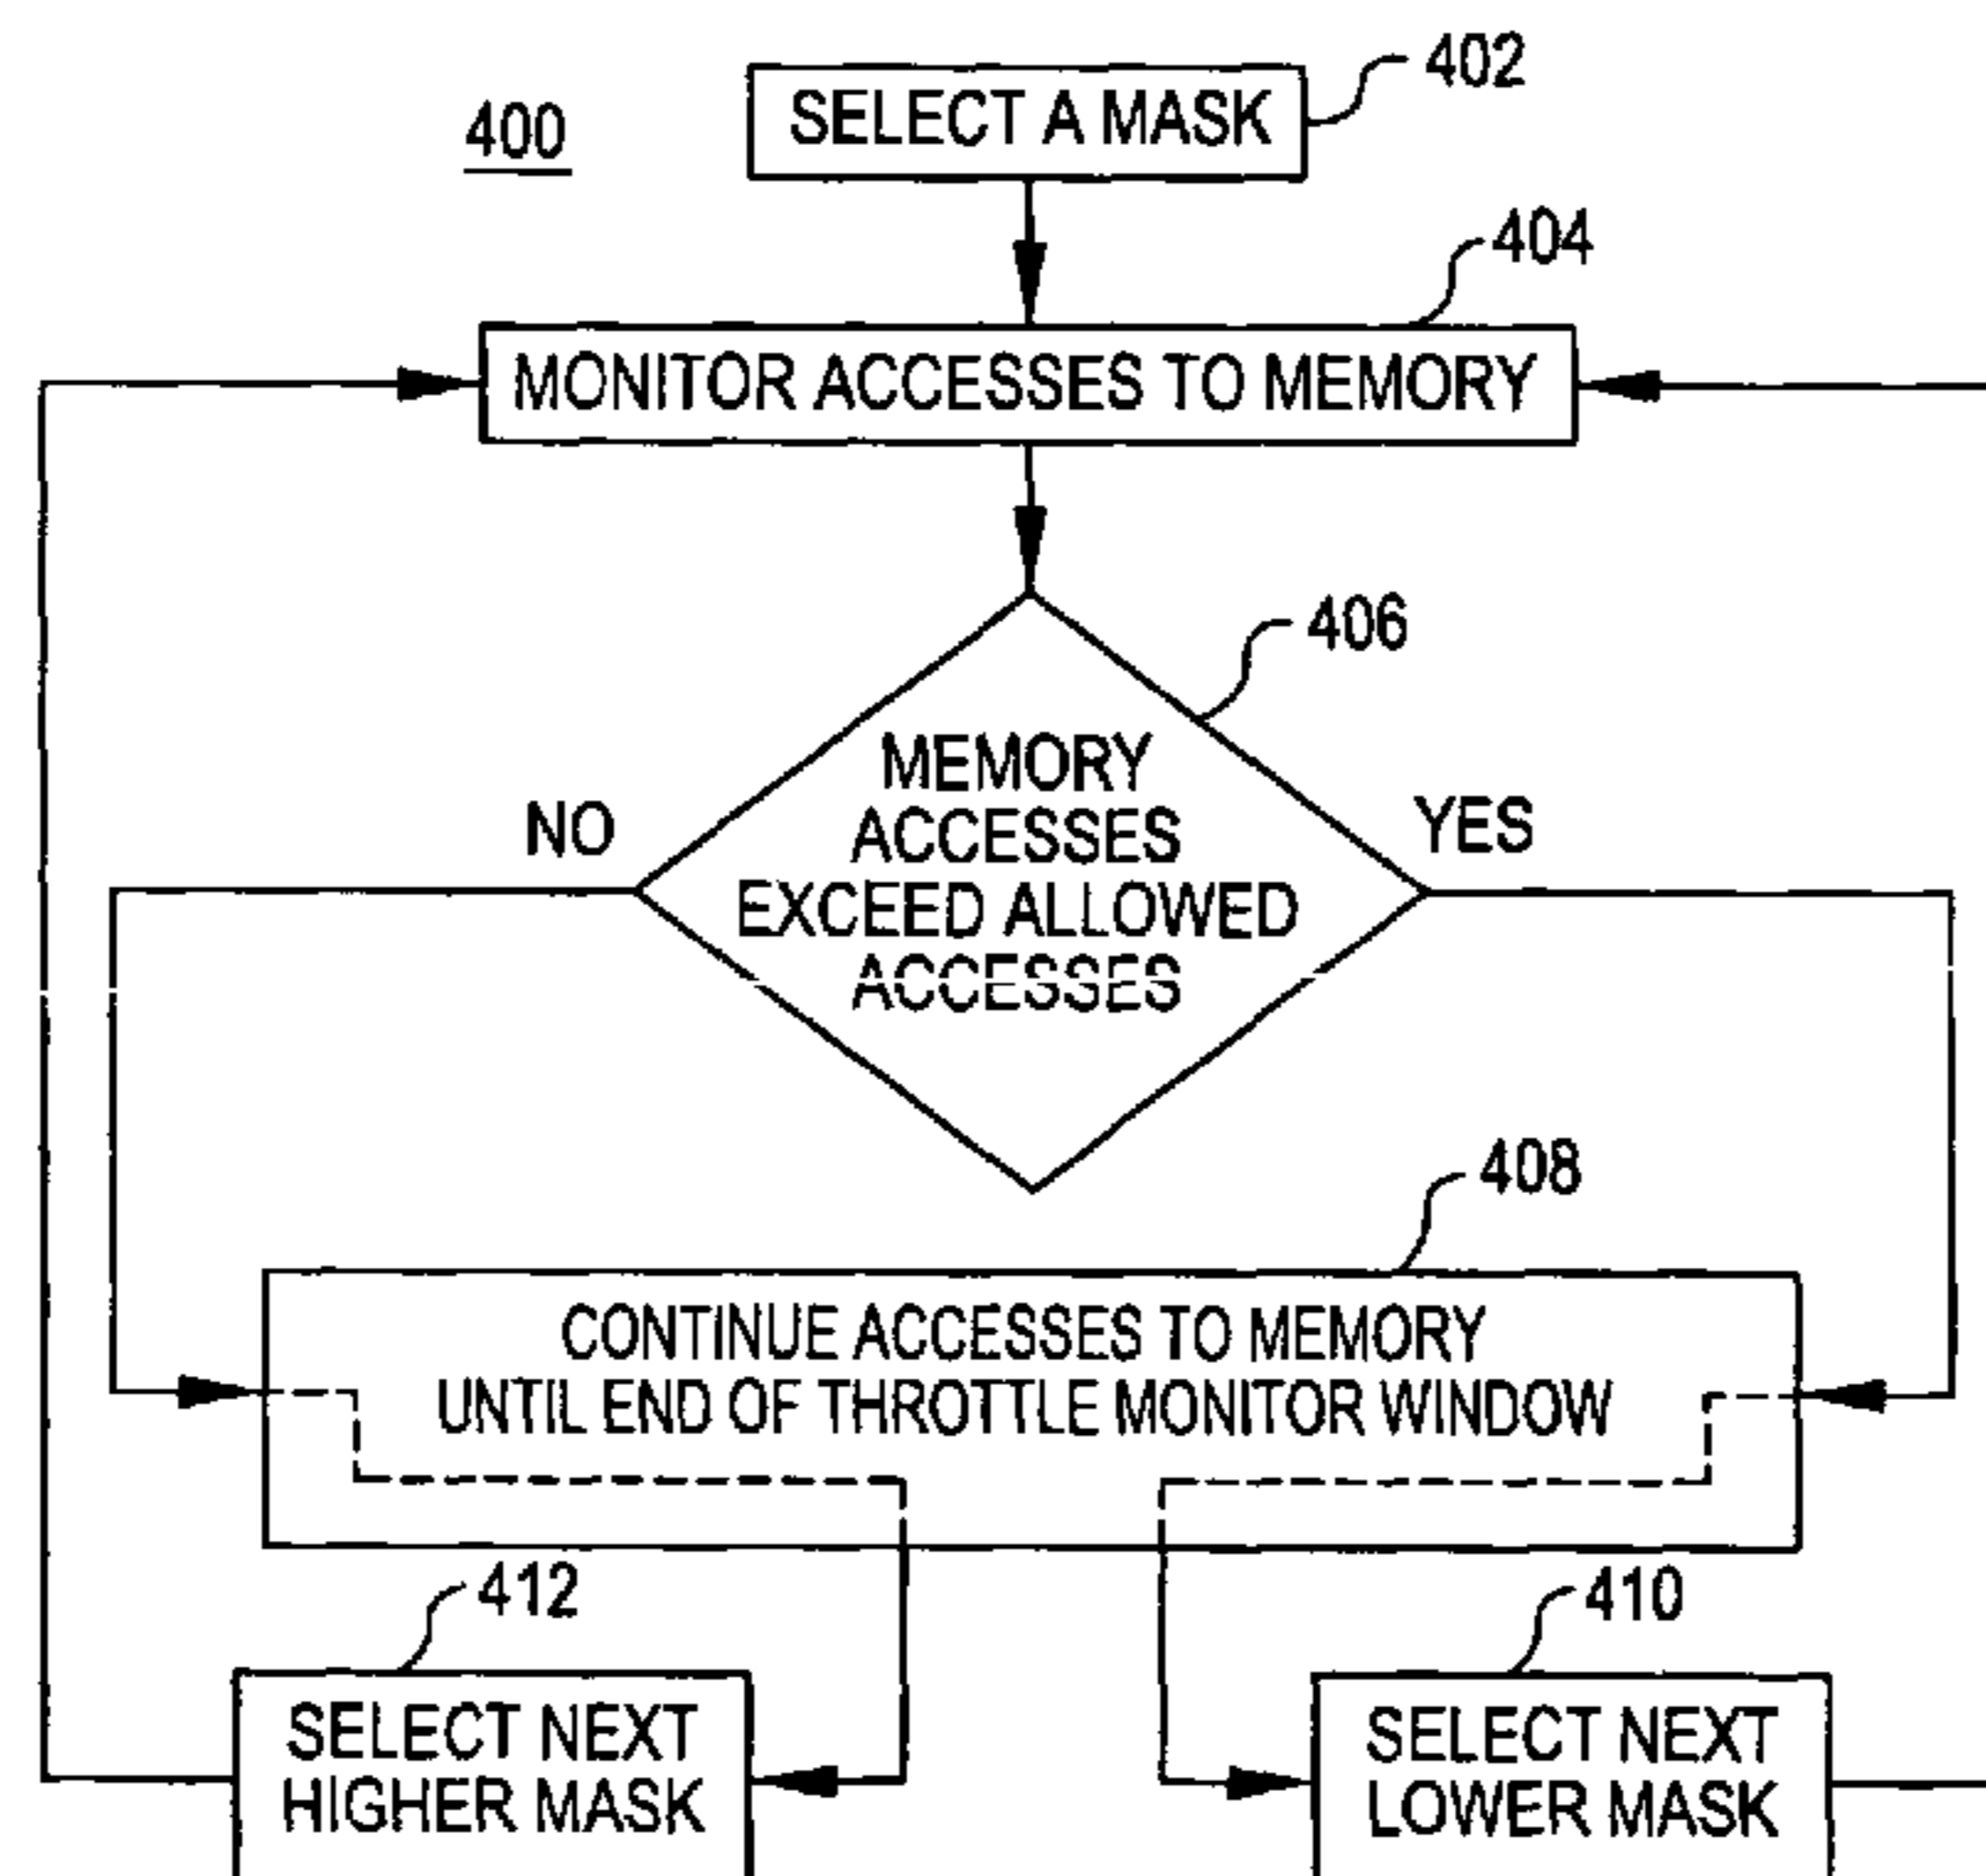 402
400
SELECT A MASK
404
MONITOR ACCESSES TO MEMORY
406
MEMORY
ACCESSES
EXCEED ALLOWED
ACCESSES
NO
YES
408
CONTINUE ACCESSES TO MEMORY
UNTIL END OF THROTTLE MONITOR WINDOW
412
410
SELECT NEXT
HIGHER MASK
SELECT NEXT
LOWER MASK